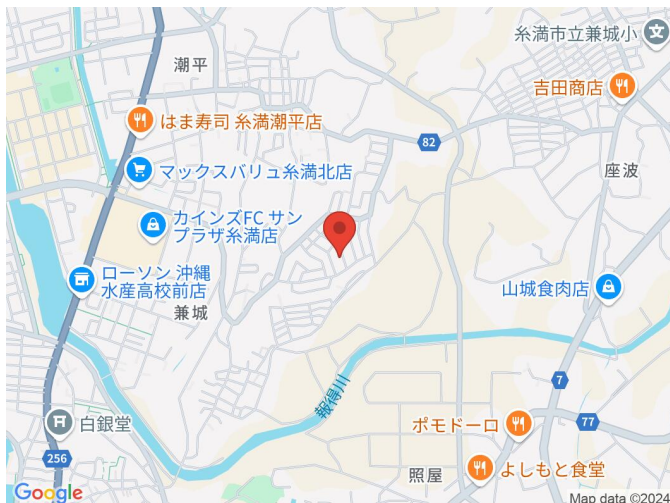 糸満市立兼城小
潮平
吉田商店
はま寿司 糸満潮平店
82
マックスバリュ糸満北店
座波
カインズFC サン
プラザ糸満店
ローソン 沖縄
水産高校前店
山城食肉店
兼城
報得川
7
白銀堂
ポモドーロ
77
256
照屋
よしもと食堂
Google
Map data ©2024